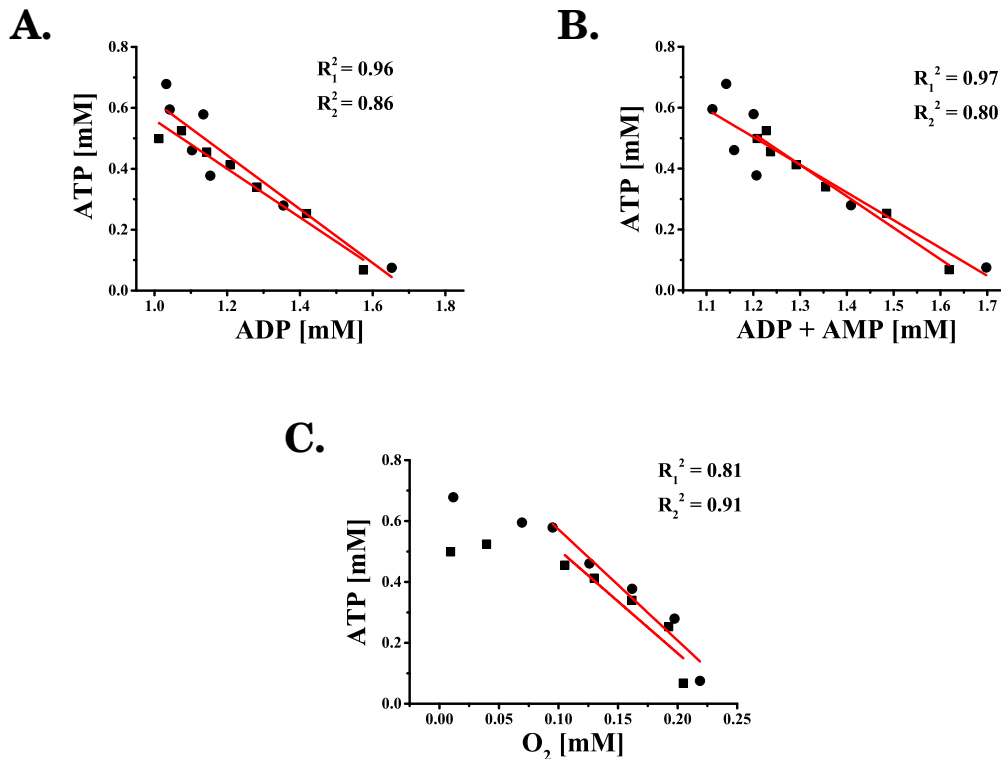 A.
R₁² = 0.96
R₂² = 0.86
ATP [mM]
0.8
0.6
0.4
0.2
0.0
1.0 1.2 1.4 1.6 1.8
ADP [mM]
B.
R₁² = 0.97
R₂² = 0.80
ATP [mM]
0.8
0.6
0.4
0.2
0.0
1.1 1.2 1.3 1.4 1.5 1.6 1.7
ADP + AMP [mM]
C.
R₁² = 0.81
R₂² = 0.91
ATP [mM]
0.8
0.6
0.4
0.2
0.0
0.00 0.05 0.10 0.15 0.20 0.25
O₂ [mM]